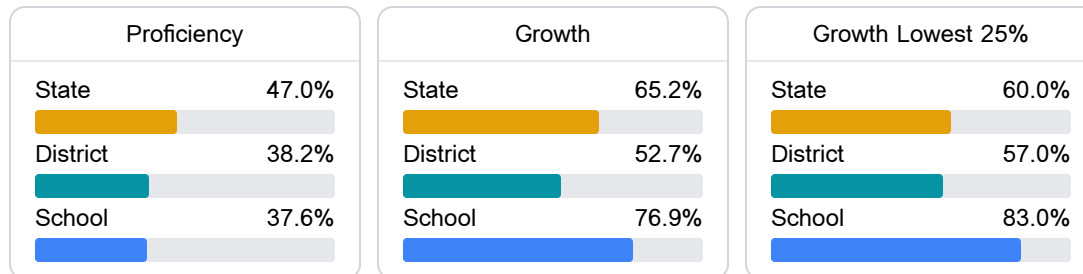 Proficiency
State 47.0%
District 38.2%
School 37.6%
Growth
State 65.2%
District 52.7%
School 76.9%
Growth Lowest 25%
State 60.0%
District 57.0%
School 83.0%